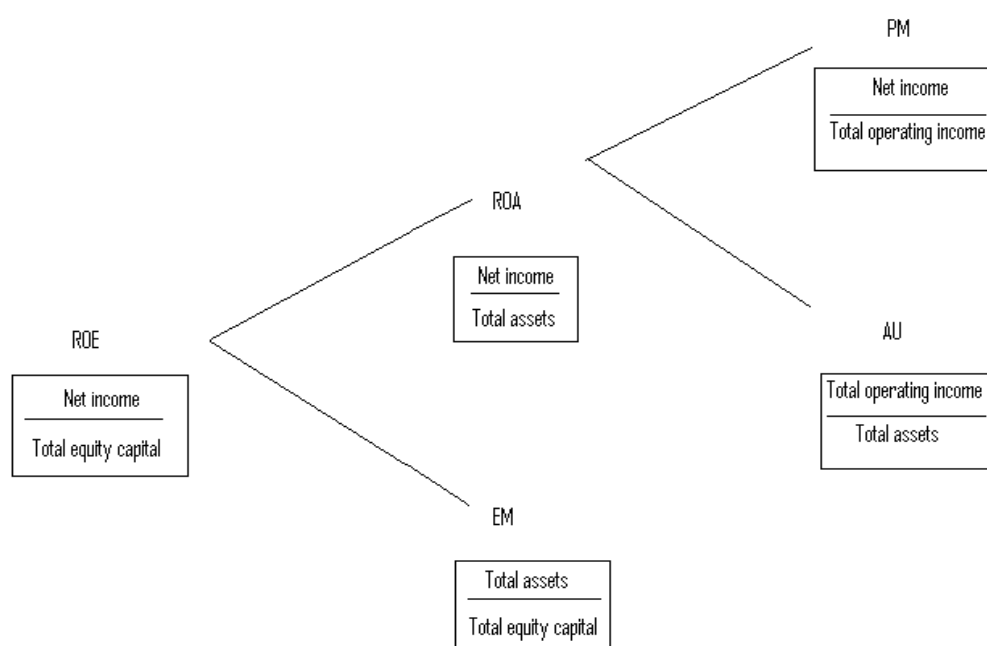 PM
Net income
Total operating income
ROA
Net income
Total assets
ROE
Net income
Total equity capital
AU
Total operating income
Total assets
EM
Total assets
Total equity capital